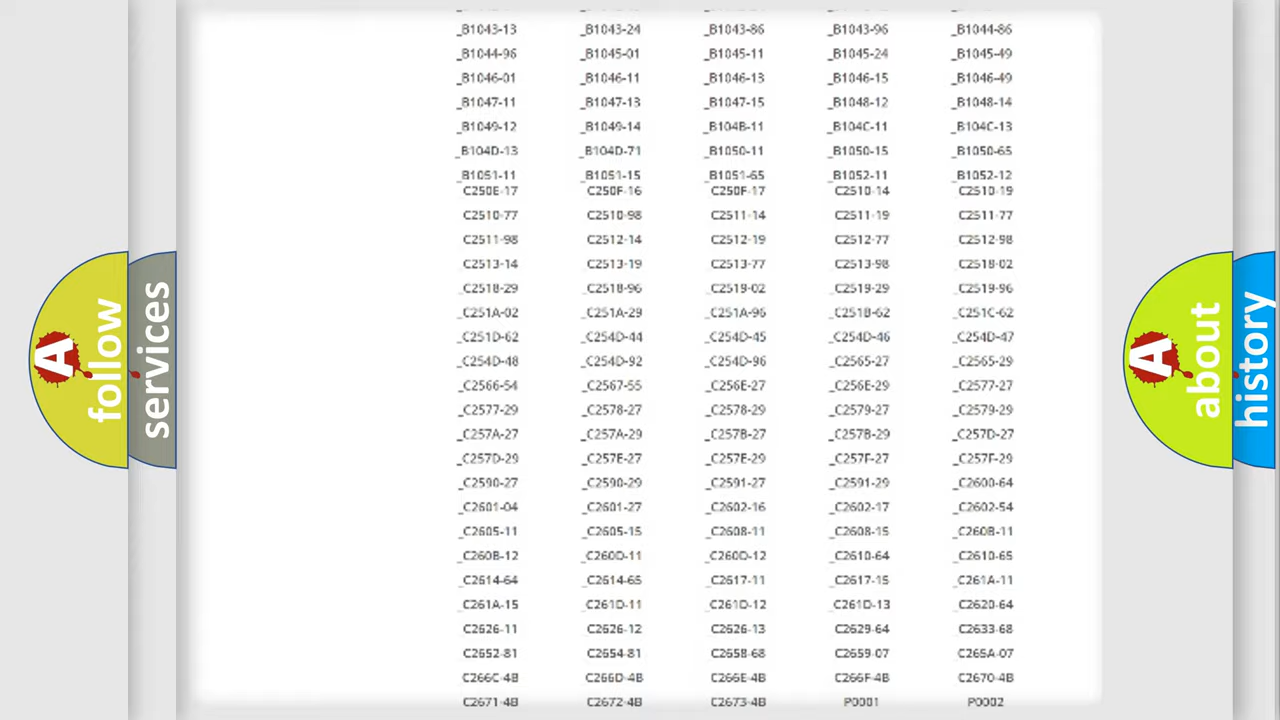 _B1043-13 _B1043-24 _B1043-86 _B1043-96 _B1044-86
_B1044-96 _B1045-01 _B1045-11 _B1045-24 _B1045-49
_B1046-01 _B1046-11 _B1046-13 _B1046-15 _B1046-49
_B1047-11 _B1047-13 _B1047-15 _B1048-12 _B1048-14
_B1049-12 _B1049-14 _B104B-11 _B104C-11 _B104C-13
_B104D-13 _B104D-71 _B1050-11 _B1050-15 _B1050-65
_B1051-11 _B1051-15 _B1051-65 _B1052-11 _B1052-12
C250E-17 C250F-16 C250F-17 C2510-14 C2510-19
C2510-77 C2510-98 C2511-14 C2511-19 C2511-77
C2511-98 C2512-14 C2512-19 C2512-77 C2512-98
C2513-14 C2513-19 C2513-77 C2513-98 C2518-02
_C2518-29 _C2518-96 _C2519-02 _C2519-29 _C2519-96
_C251A-02 _C251A-29 _C251A-96 _C251B-62 _C251C-62
_C251D-62 _C254D-44 _C254D-45 _C254D-46 _C254D-47
_C254D-48 _C254D-92 _C254D-96 _C2565-27 _C2565-29
_C2566-54 _C2567-55 _C256E-27 _C256E-29 _C2577-27
_C2577-29 _C2578-27 _C2578-29 _C2579-27 _C2579-29
_C257A-27 _C257A-29 _C257B-27 _C257B-29 _C257D-27
_C257D-29 _C257E-27 _C257E-29 _C257F-27 _C257F-29
_C2590-27 _C2590-29 _C2591-27 _C2591-29 _C2600-64
_C2601-04 _C2601-27 _C2602-16 _C2602-17 _C2602-54
_C2605-11 _C2605-15 _C2608-11 _C2608-15 _C260B-11
_C260B-12 _C260D-11 _C260D-12 _C2610-64 _C2610-65
_C2614-64 _C2614-65 _C2617-11 _C2617-15 _C261A-11
_C261A-15 _C261D-11 _C261D-12 _C261D-13 _C2620-64
C2626-11 C2626-12 C2626-13 C2629-64 C2633-68
C2652-81 C2654-81 C2658-68 C2659-07 C265A-07
C266C-4B C266D-4B C266E-4B C266F-4B C2670-4B
C2671-4B C2672-4B C2673-4B P0001 P0002
A follow
services
A about
history